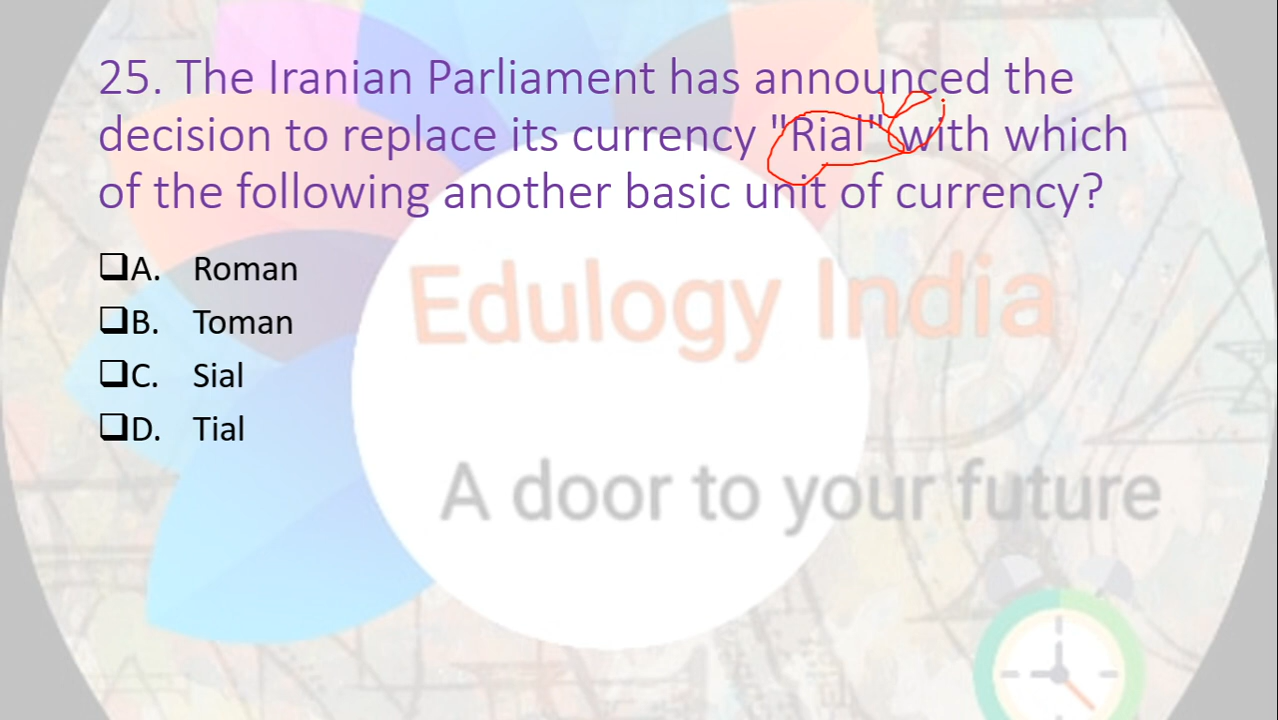 25. The Iranian Parliament has announced the
decision to replace its currency "Rial" with which
of the following another basic unit of currency?
A. Roman
B. Toman
C. Sial
D. Tial
Edulogy India
A door to your future